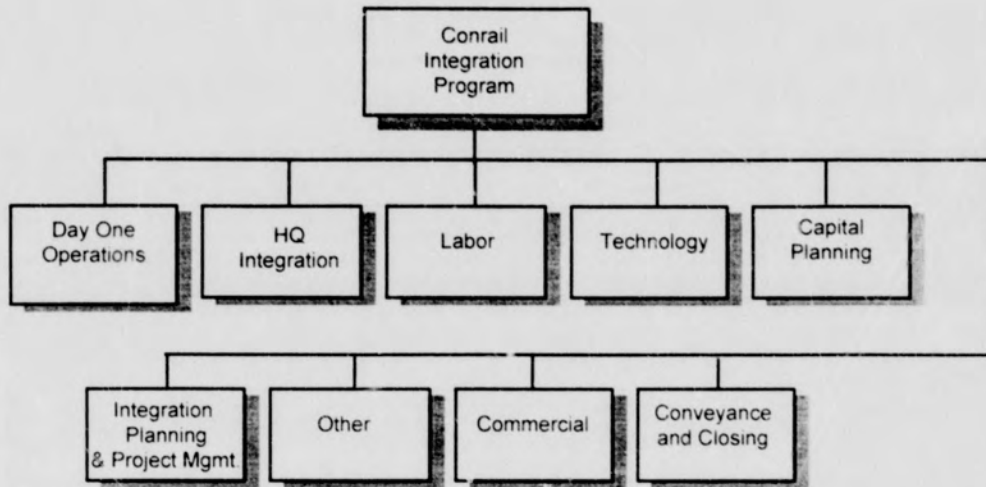 Conrail
Integration
Program
Day One
Operations
HQ
Integration
Labor
Technology
Capital
Planning
Integration
Planning
& Project Mgmt.
Other
Commercial
Conveyance
and Closing